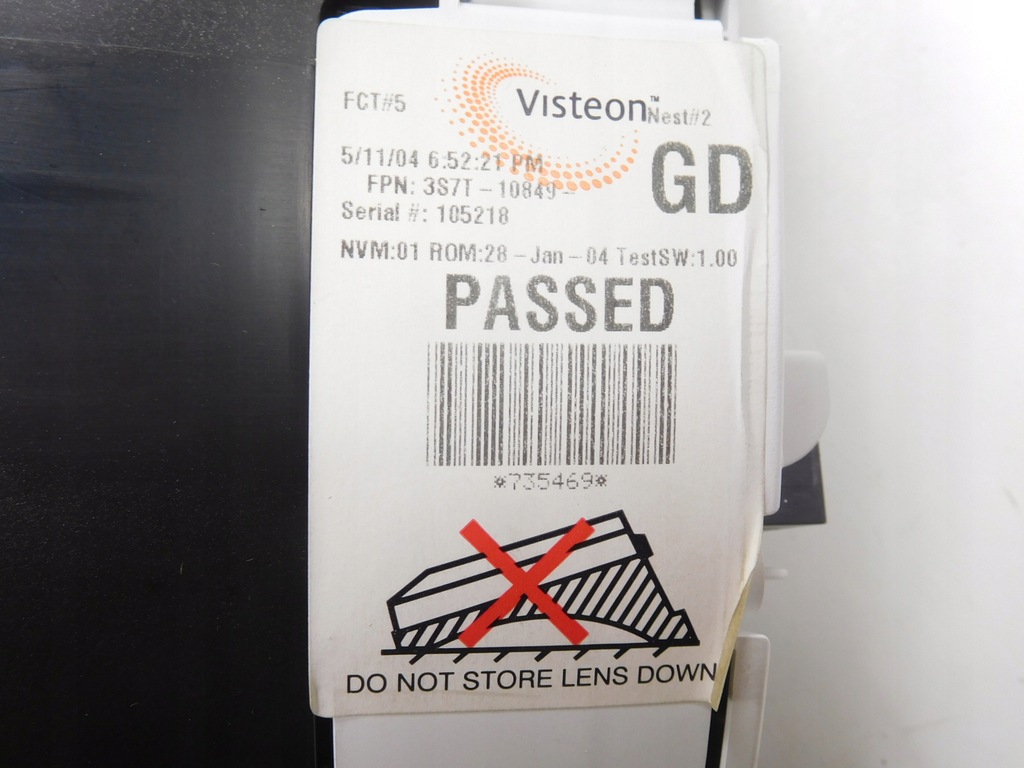 FCT#5 Visteon™ Nest#2
5/11/04 6:52:21 PM
GD
FPN: 3S7T-10849-
Serial #: 105218
NVM:01 ROM:28-Jan-04 TestSW:1.00
PASSED
*735469*
DO NOT STORE LENS DOWN